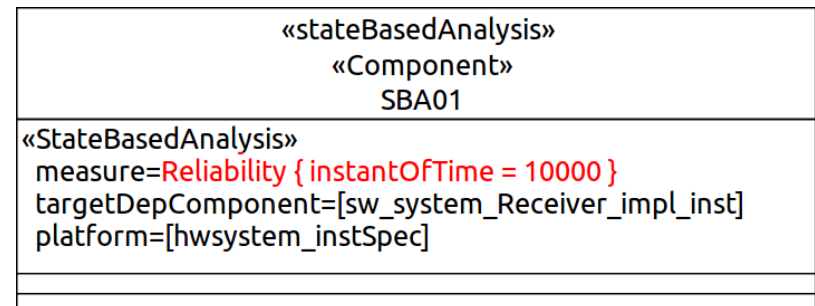 «stateBasedAnalysis»
«Component»
SBA01
«StateBasedAnalysis»
measure=Reliability { instantOfTime = 10000 }
targetDepComponent=[sw_system_Receiver_impl_inst]
platform=[hwsystem_instSpec]